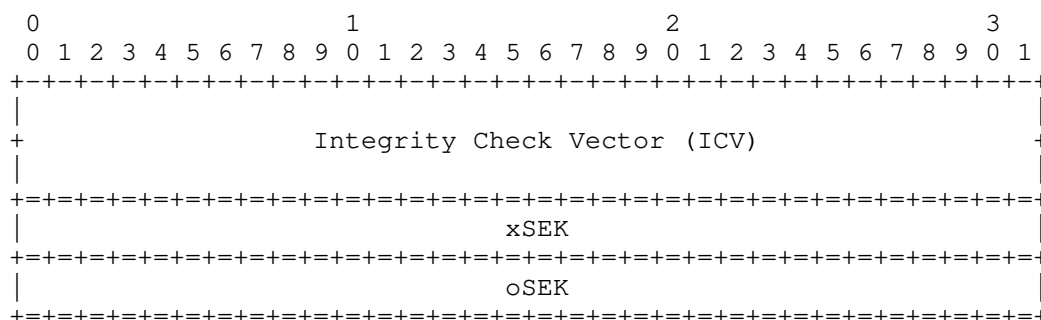 0                   1                   2                   3
 0 1 2 3 4 5 6 7 8 9 0 1 2 3 4 5 6 7 8 9 0 1 2 3 4 5 6 7 8 9 0 1
+-+-+-+-+-+-+-+-+-+-+-+-+-+-+-+-+-+-+-+-+-+-+-+-+-+-+-+-+-+-+-+-+
|                                                               |
+                  Integrity Check Vector (ICV)                 +
|                                                               |
+=+=+=+=+=+=+=+=+=+=+=+=+=+=+=+=+=+=+=+=+=+=+=+=+=+=+=+=+=+=+=+=+
|                              xSEK                             |
+=+=+=+=+=+=+=+=+=+=+=+=+=+=+=+=+=+=+=+=+=+=+=+=+=+=+=+=+=+=+=+=+
|                              oSEK                             |
+=+=+=+=+=+=+=+=+=+=+=+=+=+=+=+=+=+=+=+=+=+=+=+=+=+=+=+=+=+=+=+=+